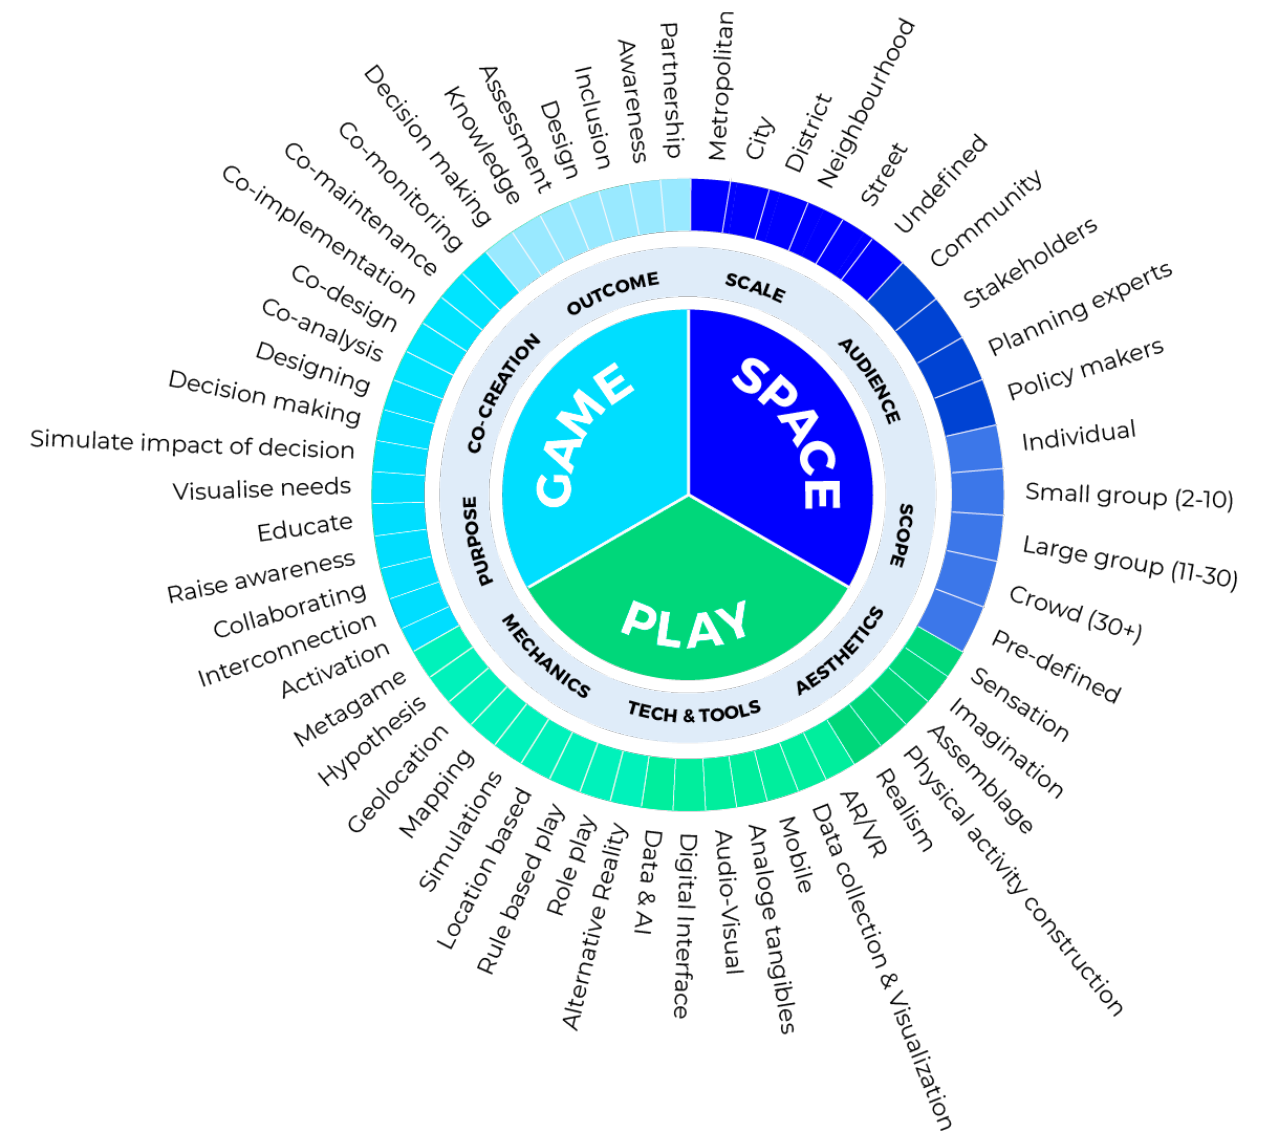 GAME
SPACE
PLAY
OUTCOME
SCALE
AUDIENCE
SCOPE
AESTHETICS
TECH & TOOLS
MECHANICS
PURPOSE
CO-CREATION
Metropolitan
City
District
Neighbourhood
Street
Undefined
Community
Stakeholders
Planning experts
Policy makers
Individual
Small group (2-10)
Large group (11-30)
Crowd (30+)
Pre-defined
Sensation
Imagination
Assemblage
Physical activity construction
Realism
AR/VR
Data collection & Visualization
Mobile
Analoge tangibles
Audio-Visual
Digital Interface
Data & AI
Alternative Reality
Role play
Rule based play
Location based
Simulations
Mapping
Geolocation
Hypothesis
Metagame
Activation
Interconnection
Collaborating
Raise awareness
Educate
Visualise needs
Simulate impact of decision
Decision making
Designing
Co-analysis
Co-design
Co-implementation
Co-maintenance
Co-monitoring
Decision making
Knowledge
Assessment
Design
Inclusion
Awareness
Partnership